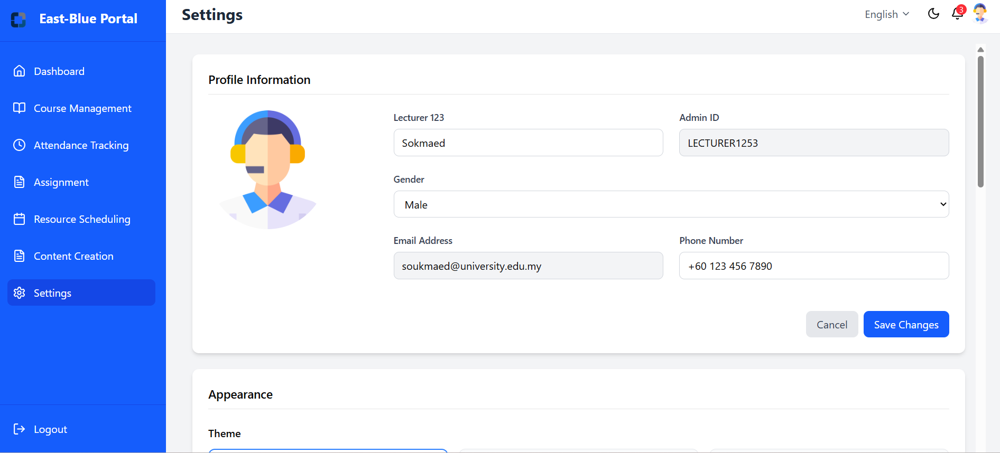 East-Blue Portal
Dashboard
Course Management
Attendance Tracking
Assignment
Resource Scheduling
Content Creation
Settings
Logout
Settings
English
3
Profile Information
Lecturer 123
Sokmaed
Admin ID
LECTURER1253
Gender
Male
Email Address
soukmaed@university.edu.my
Phone Number
+60 123 456 7890
Cancel
Save Changes
Appearance
Theme